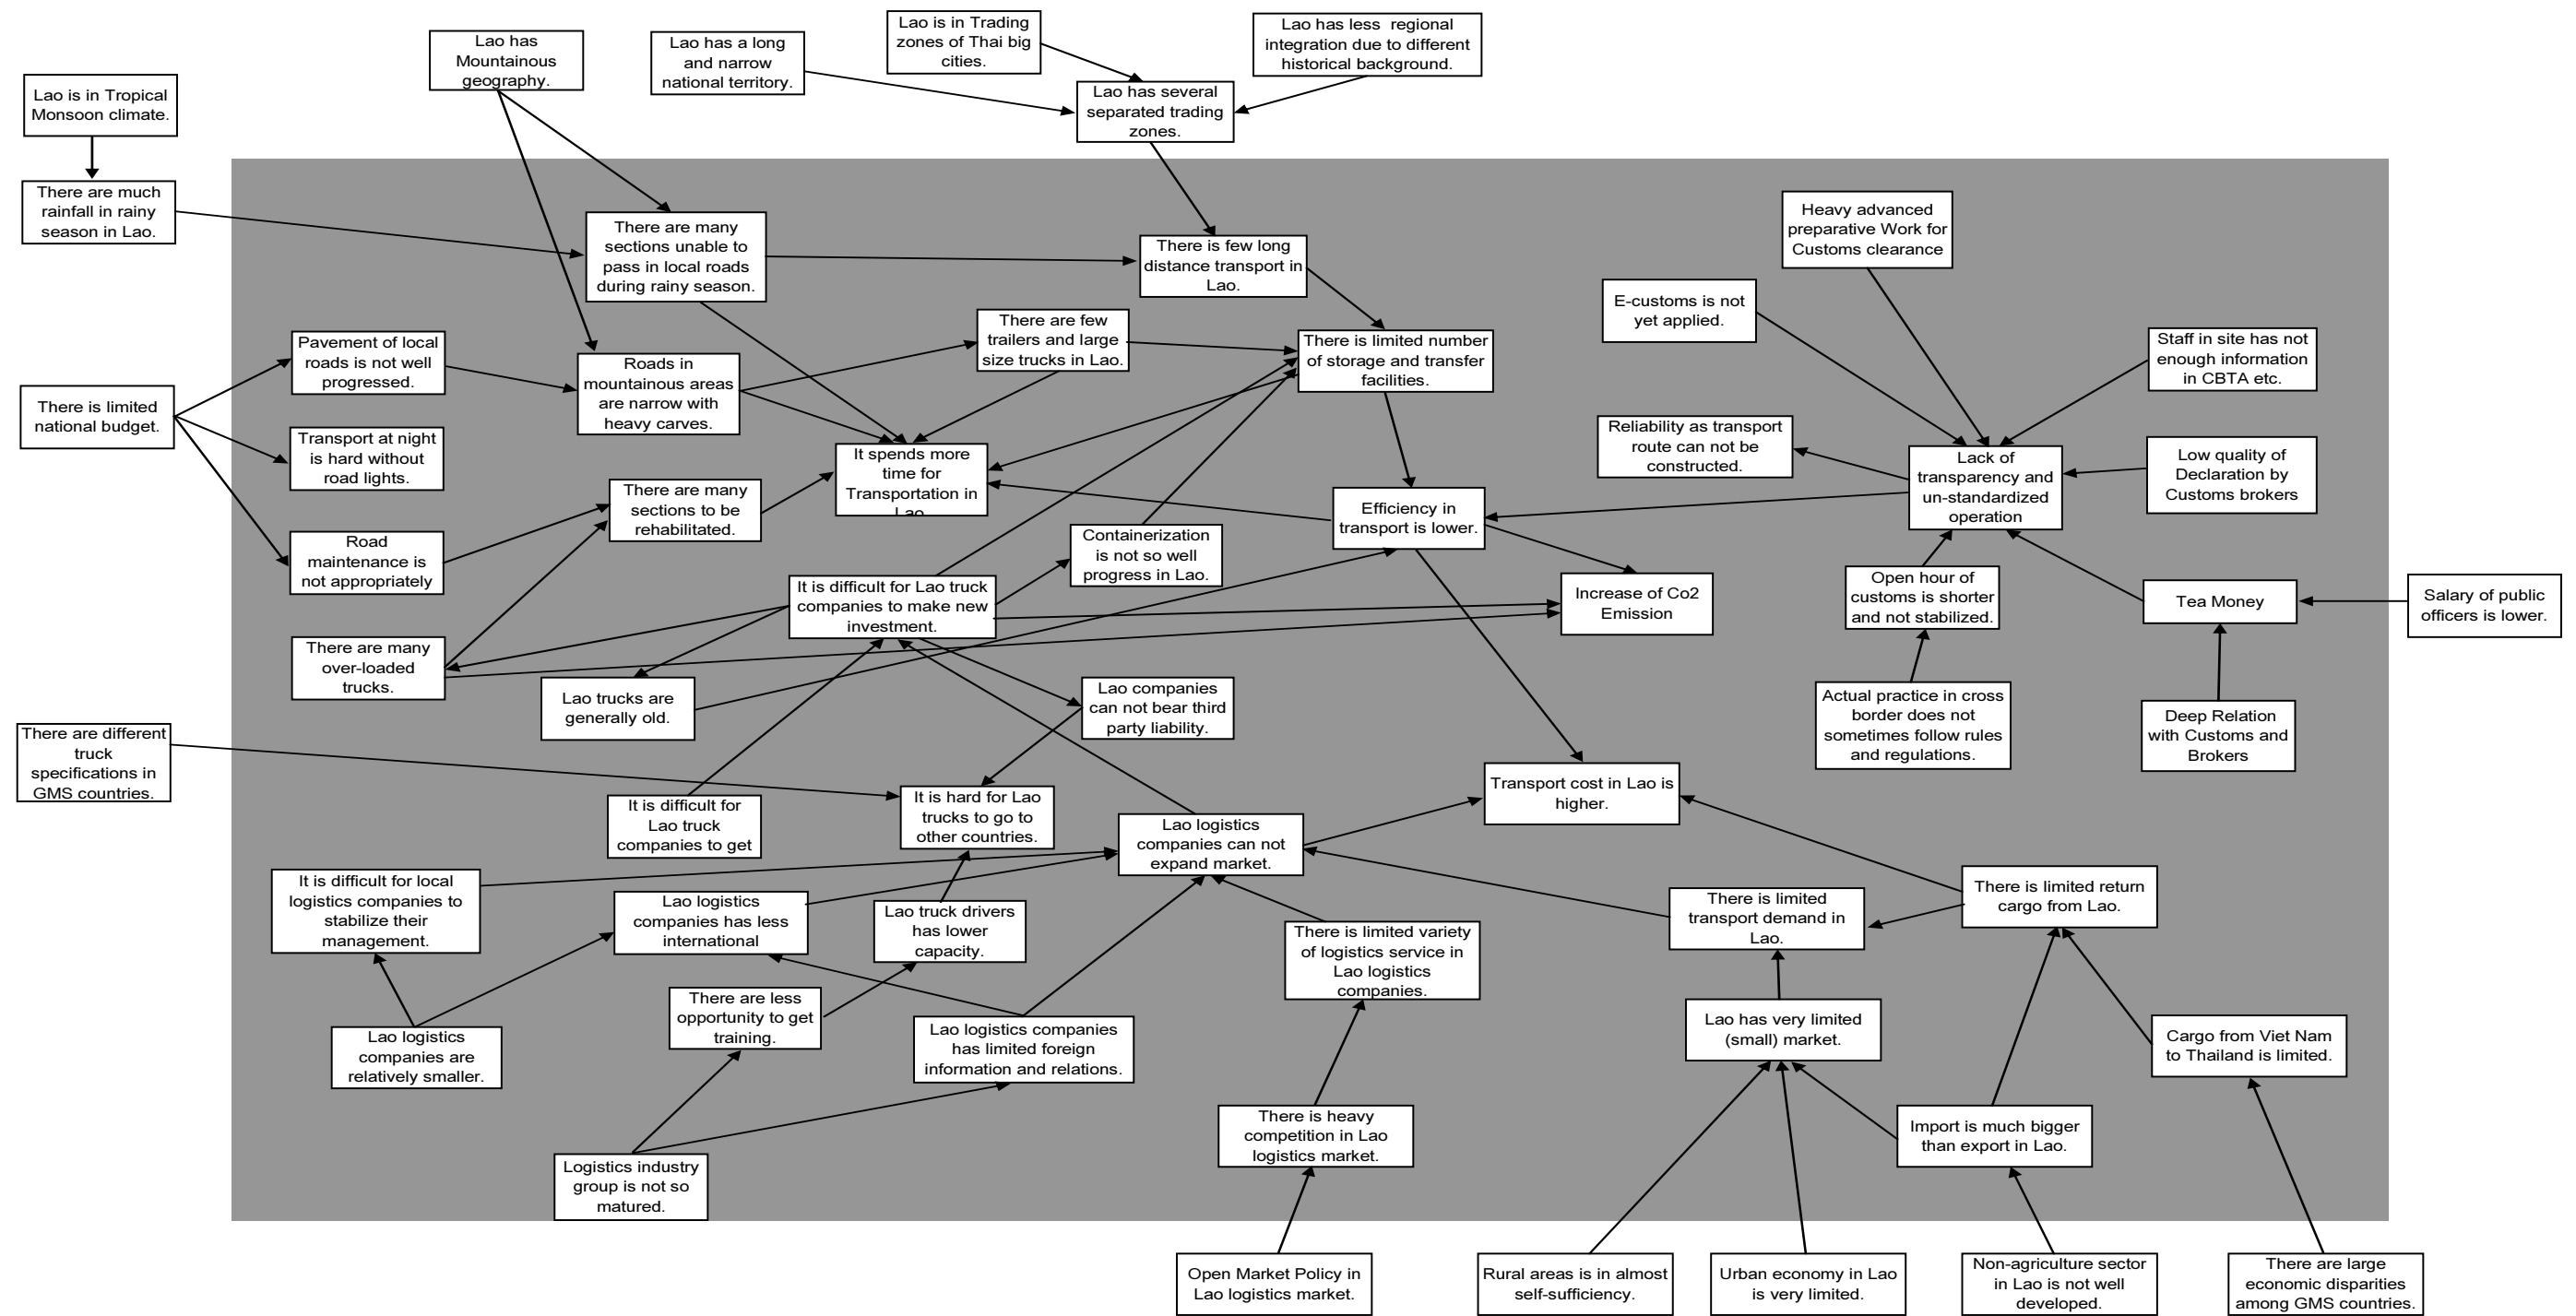 Lao is in Trading
zones of Thai big
cities.
Lao has less regional
integration due to different
historical background.
Lao has
Mountainous
geography.
Lao has a long
and narrow
national territory.
Lao is in Tropical
Monsoon climate.
Lao has several
separated trading
zones.
There are much
rainfall in rainy
season in Lao.
Heavy advanced
preparative Work for
Customs clearance
There are many
sections unable to
pass in local roads
during rainy season.
There is few long
distance transport in
Lao.
E-customs is not
yet applied.
There are few
trailers and large
size trucks in Lao.
Pavement of local
roads is not well
progressed.
There is limited number
of storage and transfer
facilities.
Staff in site has not
enough information
in CBTA etc.
Roads in
mountainous areas
are narrow with
heavy carves.
There is limited
national budget.
Transport at night
is hard without
road lights.
Reliability as transport
route can not be
constructed.
It spends more
time for
Transportation in
Lao
Lack of
transparency and
un-standardized
operation
Low quality of
Declaration by
Customs brokers
There are many
sections to be
rehabilitated.
Efficiency in
transport is lower.
Road
maintenance is
not appropriately
Containerization
is not so well
progress in Lao.
It is difficult for Lao truck
companies to make new
investment.
Increase of Co2
Emission
Open hour of
customs is shorter
and not stabilized.
Tea Money
Salary of public
officers is lower.
There are many
over-loaded
trucks.
Lao trucks are
generally old.
Lao companies
can not bear third
party liability.
Actual practice in cross
border does not
sometimes follow rules
and regulations.
Deep Relation
with Customs and
Brokers
There are different
truck
specifications in
GMS countries.
It is difficult for
Lao truck
companies to get
It is hard for Lao
trucks to go to
other countries.
Transport cost in Lao is
higher.
Lao logistics
companies can not
expand market.
It is difficult for local
logistics companies to
stabilize their
management.
Lao logistics
companies has less
international
Lao truck drivers
has lower
capacity.
There is limited variety
of logistics service in
Lao logistics
companies.
There is limited
transport demand in
Lao.
There is limited return
cargo from Lao.
There are less
opportunity to get
training.
Lao logistics
companies are
relatively smaller.
Lao logistics companies
has limited foreign
information and relations.
Lao has very limited
(small) market.
Cargo from Viet Nam
to Thailand is limited.
There is heavy
competition in Lao
logistics market.
Import is much bigger
than export in Lao.
Logistics industry
group is not so
matured.
Open Market Policy in
Lao logistics market.
Rural areas is in almost
self-sufficiency.
Urban economy in Lao
is very limited.
Non-agriculture sector
in Lao is not well
developed.
There are large
economic disparities
among GMS countries.